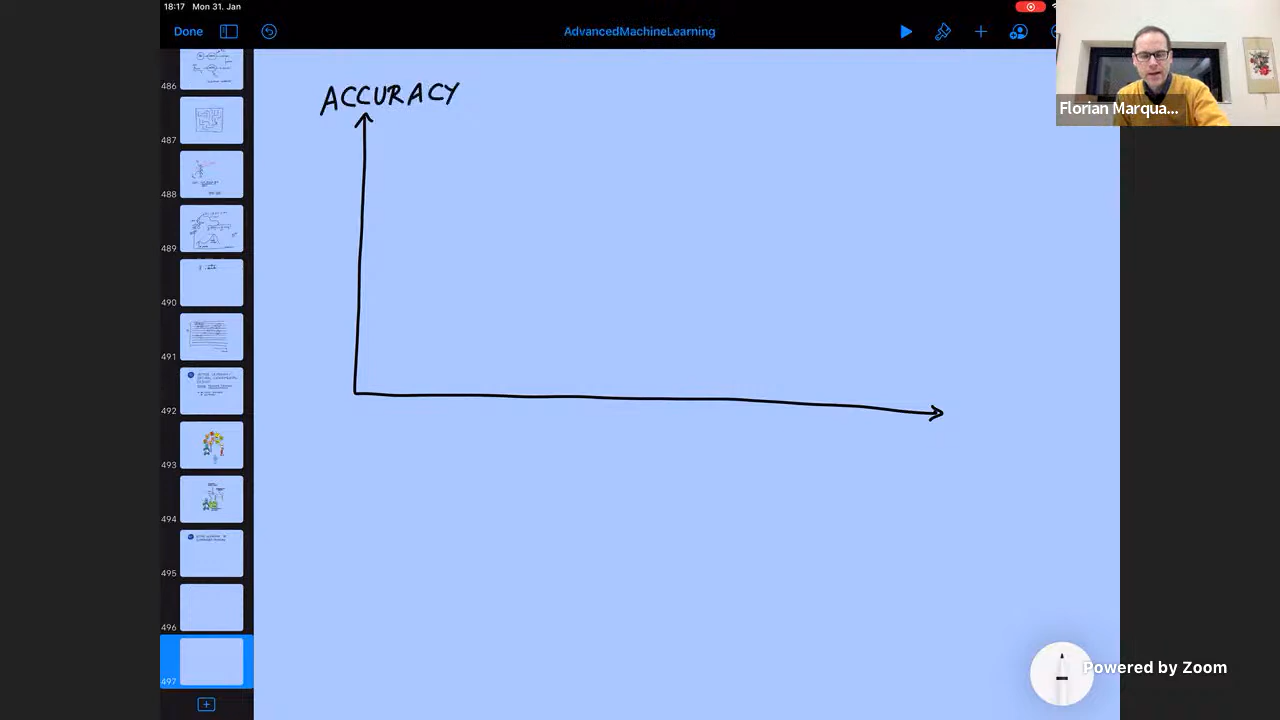 18:17 Mon 31. Jan
Done
AdvancedMachineLearning
Florian Marqua...
ACCURACY
486
487
488
489
490
491
492
493
494
495
496
497
Powered by Zoom